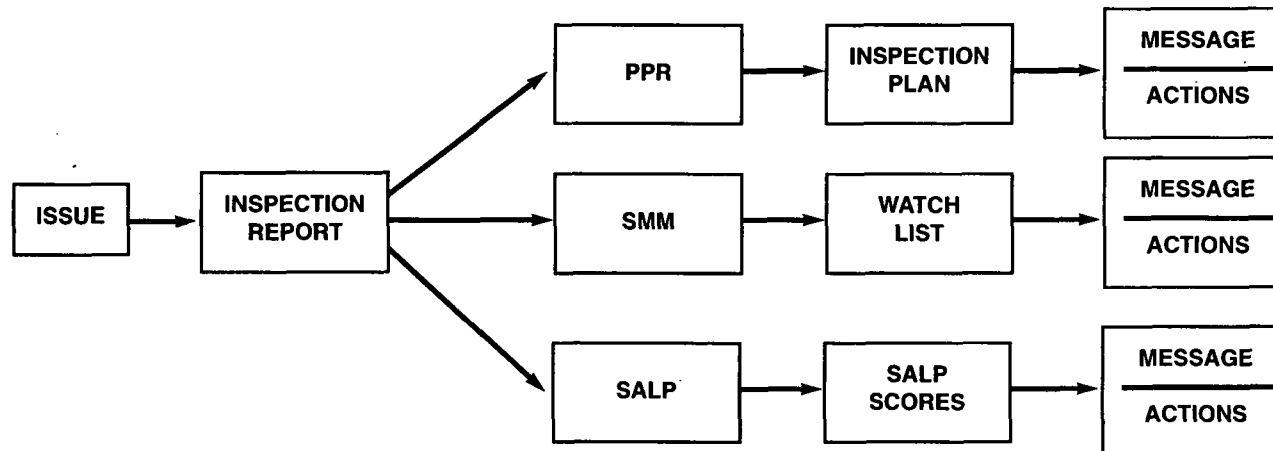 ISSUE
INSPECTION
REPORT
PPR
INSPECTION
PLAN
MESSAGE
ACTIONS
SMM
WATCH
LIST
MESSAGE
ACTIONS
SALP
SALP
SCORES
MESSAGE
ACTIONS